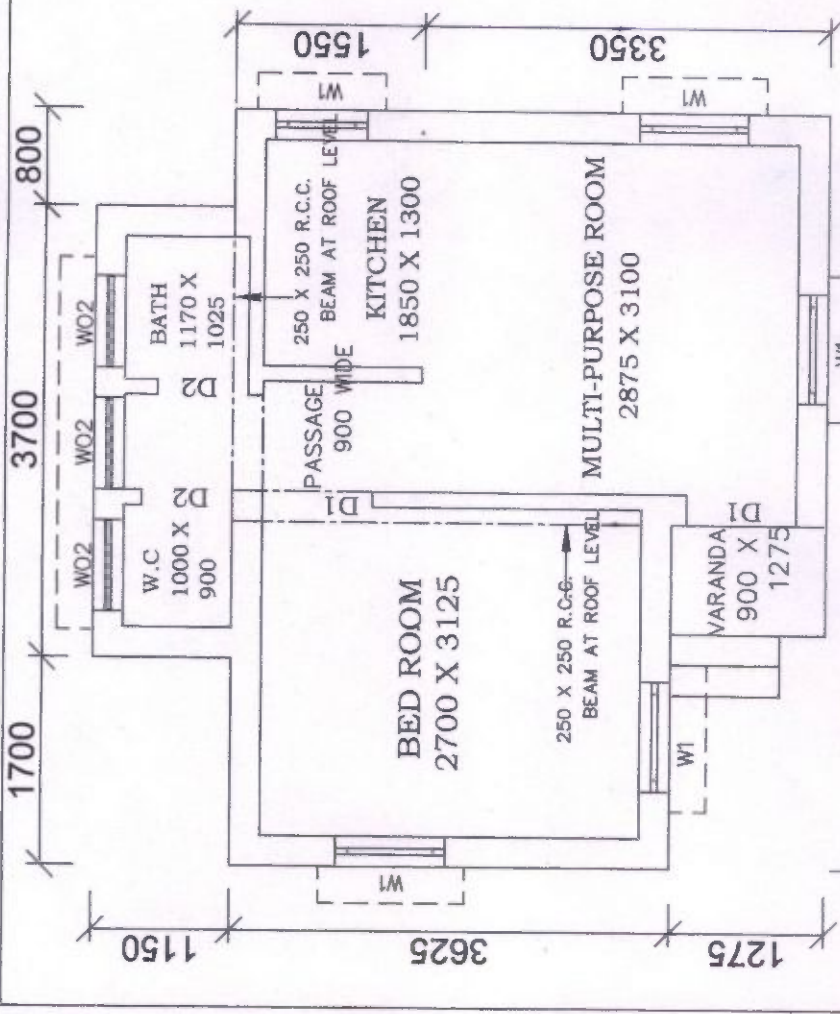 1700
3700
800
1150
3625
1275
1550
3350
WO2
WO2
WO2
W.C
1000 X
900
D2
D2
BATH
1170 X
1025
250 X 250 R.C.C.
BEAM AT ROOF LEVEL
W1
KITCHEN
1850 X 1300
PASSAGE
900 WIDE
D1
BED ROOM
2700 X 3125
W1
250 X 250 R.C.C.
BEAM AT ROOF LEVEL
W1
MULTI-PURPOSE ROOM
2875 X 3100
W1
VARANDA
900 X
1275
D1